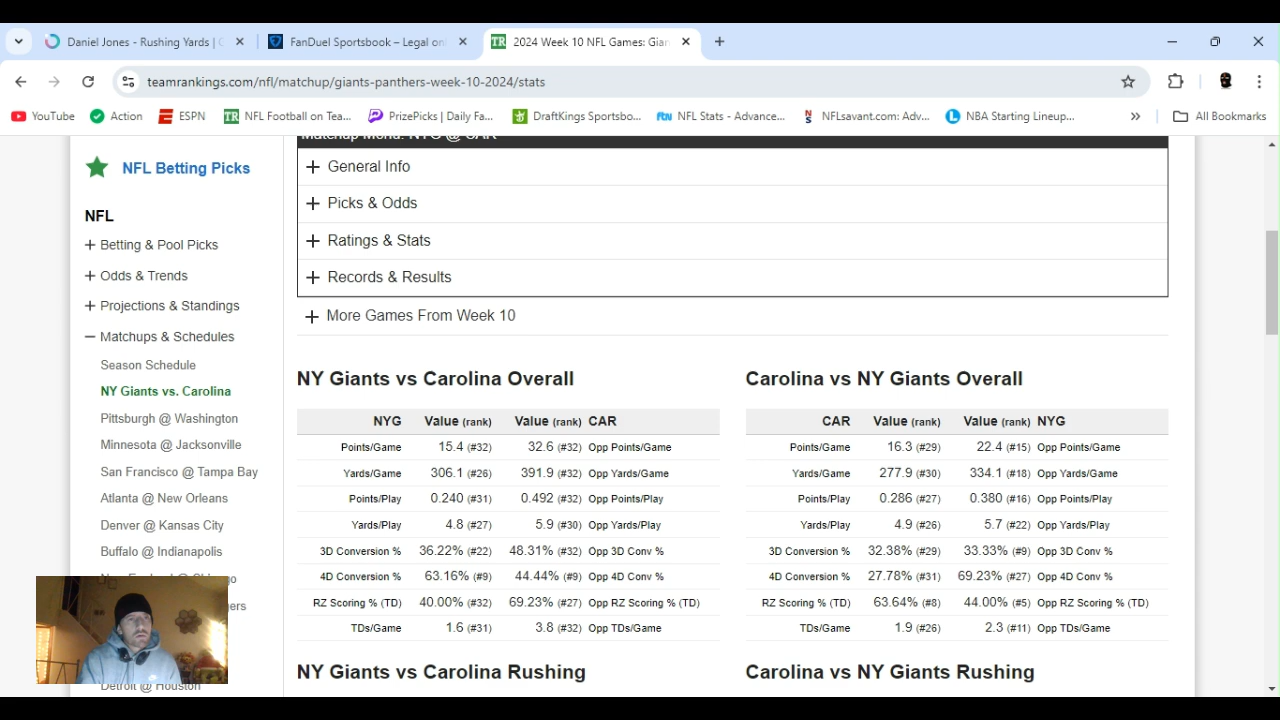 Daniel Jones - Rushing Yards |
FanDuel Sportsbook — Legal on
TR 2024 Week 10 NFL Games: Gian
teamrankings.com/nfl/matchup/giants-panthers-week-10-2024/stats
YouTube Action ESPN TR NFL Football on Tea... PrizePicks | Daily Fa... DraftKings Sportsbo... ftn NFL Stats - Advance... NFLsavant.com: Adv... L NBA Starting Lineup... » All Bookmarks
Matchup Menu: NYG @ CAR
NFL Betting Picks
General Info
Picks & Odds
Ratings & Stats
Records & Results
More Games From Week 10
NFL
+ Betting & Pool Picks
+ Odds & Trends
+ Projections & Standings
— Matchups & Schedules
Season Schedule
NY Giants vs. Carolina
Pittsburgh @ Washington
Minnesota @ Jacksonville
San Francisco @ Tampa Bay
Atlanta @ New Orleans
Denver @ Kansas City
Buffalo @ Indianapolis
Detroit @ Houston
NY Giants vs Carolina Overall
NYG Value (rank) Value (rank) CAR
Points/Game 15.4 (#32) 32.6 (#32) Opp Points/Game
Yards/Game 306.1 (#26) 391.9 (#32) Opp Yards/Game
Points/Play 0.240 (#31) 0.492 (#32) Opp Points/Play
Yards/Play 4.8 (#27) 5.9 (#30) Opp Yards/Play
3D Conversion % 36.22% (#22) 48.31% (#32) Opp 3D Conv %
4D Conversion % 63.16% (#9) 44.44% (#9) Opp 4D Conv %
RZ Scoring % (TD) 40.00% (#32) 69.23% (#27) Opp RZ Scoring % (TD)
TDs/Game 1.6 (#31) 3.8 (#32) Opp TDs/Game
NY Giants vs Carolina Rushing
Carolina vs NY Giants Overall
CAR Value (rank) Value (rank) NYG
Points/Game 16.3 (#29) 22.4 (#15) Opp Points/Game
Yards/Game 277.9 (#30) 334.1 (#18) Opp Yards/Game
Points/Play 0.286 (#27) 0.380 (#16) Opp Points/Play
Yards/Play 4.9 (#26) 5.7 (#22) Opp Yards/Play
3D Conversion % 32.38% (#29) 33.33% (#9) Opp 3D Conv %
4D Conversion % 27.78% (#31) 69.23% (#27) Opp 4D Conv %
RZ Scoring % (TD) 63.64% (#8) 44.00% (#5) Opp RZ Scoring % (TD)
TDs/Game 1.9 (#26) 2.3 (#11) Opp TDs/Game
Carolina vs NY Giants Rushing